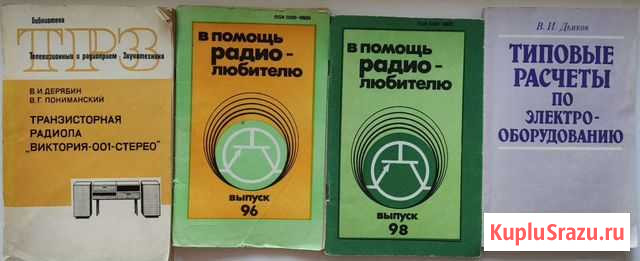 Библиотека
ТРЗ
Телевизионный и радиоприем. Звукотехника
В.И ДЕРЯБИН
В.Г. ПОНИМАНСКИЙ
ТРАНЗИСТОРНАЯ
РАДИОЛА
„ВИКТОРИЯ-001-СТЕРЕО"
В ПОМОЩЬ
РАДИО-
ЛЮБИТЕЛЮ
ВЫПУСК
96
В ПОМОЩЬ
РАДИО-
ЛЮБИТЕЛЮ
ВЫПУСК
98
В. И. Дьяков
ТИПОВЫЕ
РАСЧЕТЫ
ПО
ЭЛЕКТРО-
ОБОРУДОВАНИЮ
KupluSrazu.ru